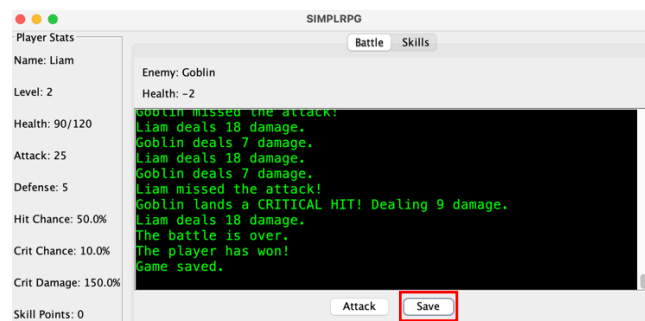 SIMPLRPG
Player Stats
Name: Liam
Level: 2
Health: 90/120
Attack: 25
Defense: 5
Hit Chance: 50.0%
Crit Chance: 10.0%
Crit Damage: 150.0%
Skill Points: 0
Battle Skills
Enemy: Goblin
Health: -2
Goblin missed the attack!
Liam deals 18 damage.
Goblin deals 7 damage.
Liam deals 18 damage.
Goblin deals 7 damage.
Liam missed the attack!
Goblin lands a CRITICAL HIT! Dealing 9 damage.
Liam deals 18 damage.
The battle is over.
The player has won!
Game saved.
Attack Save